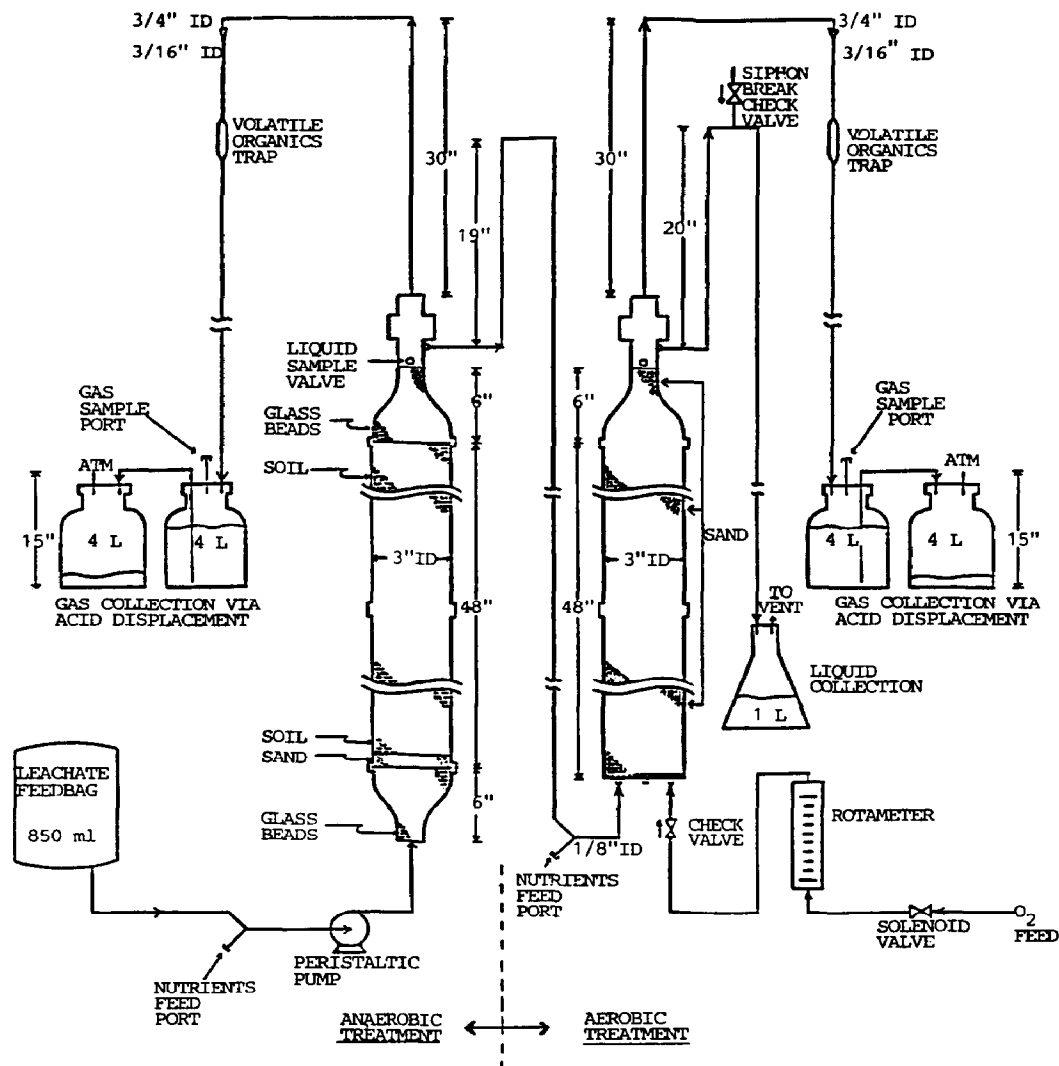 3/4" ID
3/16" ID
VOLATILE
ORGANICS
TRAP
30"
19"
LIQUID
SAMPLE
VALVE
GAS
SAMPLE
PORT
GLASS
BEADS
SOIL
6"
ATM
15"
4 L
4 L
GAS COLLECTION VIA
ACID DISPLACEMENT
3" ID
48"
SOIL
SAND
GLASS
BEADS
6"
LEACHATE
FEEDBAG
850 ml
NUTRIENTS
FEED
PORT
PERISTALTIC
PUMP
ANAEROBIC
TREATMENT
3/4" ID
3/16" ID
SIPHON
BREAK
CHECK
VALVE
VOLATILE
ORGANICS
TRAP
30"
20"
6"
GAS
SAMPLE
PORT
ATM
4 L
4 L
15"
GAS COLLECTION VIA
ACID DISPLACEMENT
SAND
3" ID
48"
TO
VENT
LIQUID
COLLECTION
1 L
1/8" ID
NUTRIENTS
FEED
PORT
CHECK
VALVE
ROTAMETER
SOLENOID
VALVE
O2
FEED
AEROBIC
TREATMENT